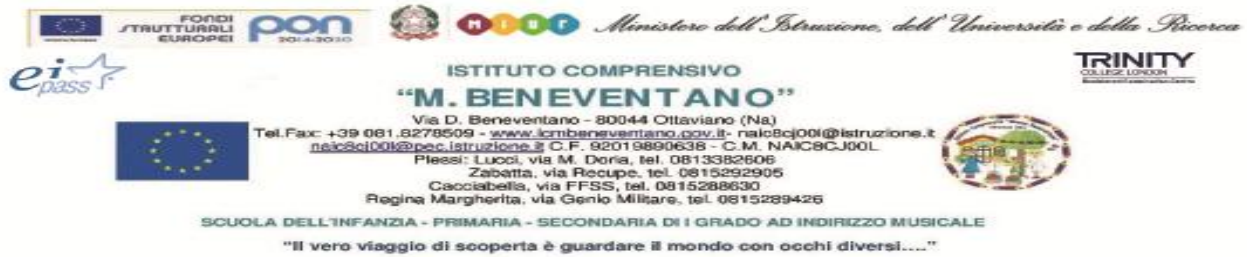 FONDI
STRUTTURALI
EUROPEI
pon
2014-2020
MIUR
Ministero dell'Istruzione, dell'Università e della Ricerca
ei
pass
TRINITY
COLLEGE LONDON
ISTITUTO COMPRENSIVO
“M. BENEVENTANO”
Via D. Beneventano - 80044 Ottaviano (Na)
Tel.Fax: +39 081.8278509 - www.icmbeneventano.gov.it- naic8cj00l@istruzione.it
naic8cj00l@pec.istruzione.it C.F. 92019890638 - C.M. NAIC8CJ00L
Plessi: Lucci, via M. Doria, tel. 0813382606
Zabatta, via Recupe, tel. 0815292905
Cacciabella, via FFSS, tel. 0815288630
Regina Margherita, via Genio Militare, tel. 0815289426
SCUOLA DELL'INFANZIA - PRIMARIA - SECONDARIA DI I GRADO AD INDIRIZZO MUSICALE
“Il vero viaggio di scoperta è guardare il mondo con occhi diversi....”